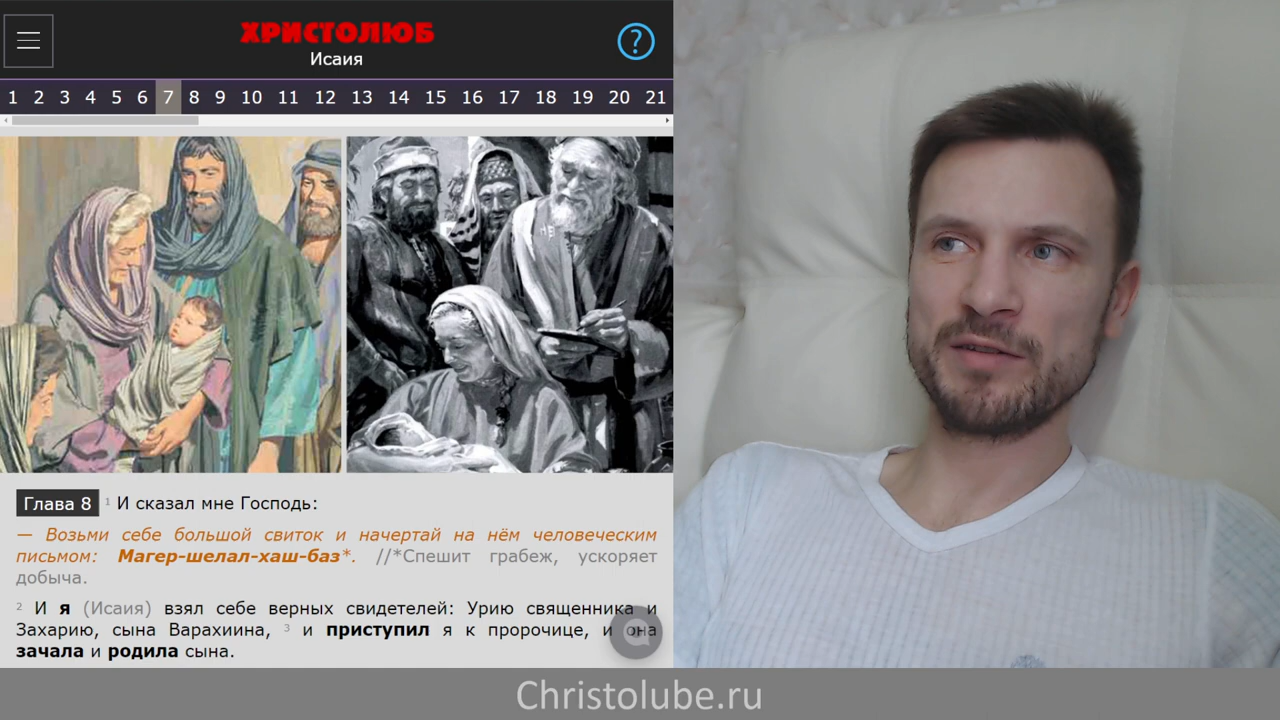 ХРИСТОЛЮБ
Исаия
1 2 3 4 5 6 7 8 9 10 11 12 13 14 15 16 17 18 19 20 21
Глава 8 1 И сказал мне Господь:
— Возьми себе большой свиток и начертай на нём человеческим
письмом: Магер-шелал-хаш-баз*. //*Спешит грабеж, ускоряет
добыча.
2 И я (Исаия) взял себе верных свидетелей: Урию священника и
Захарию, сына Варахиина, 3 и приступил я к пророчице, и она
зачала и родила сына.
Christolube.ru